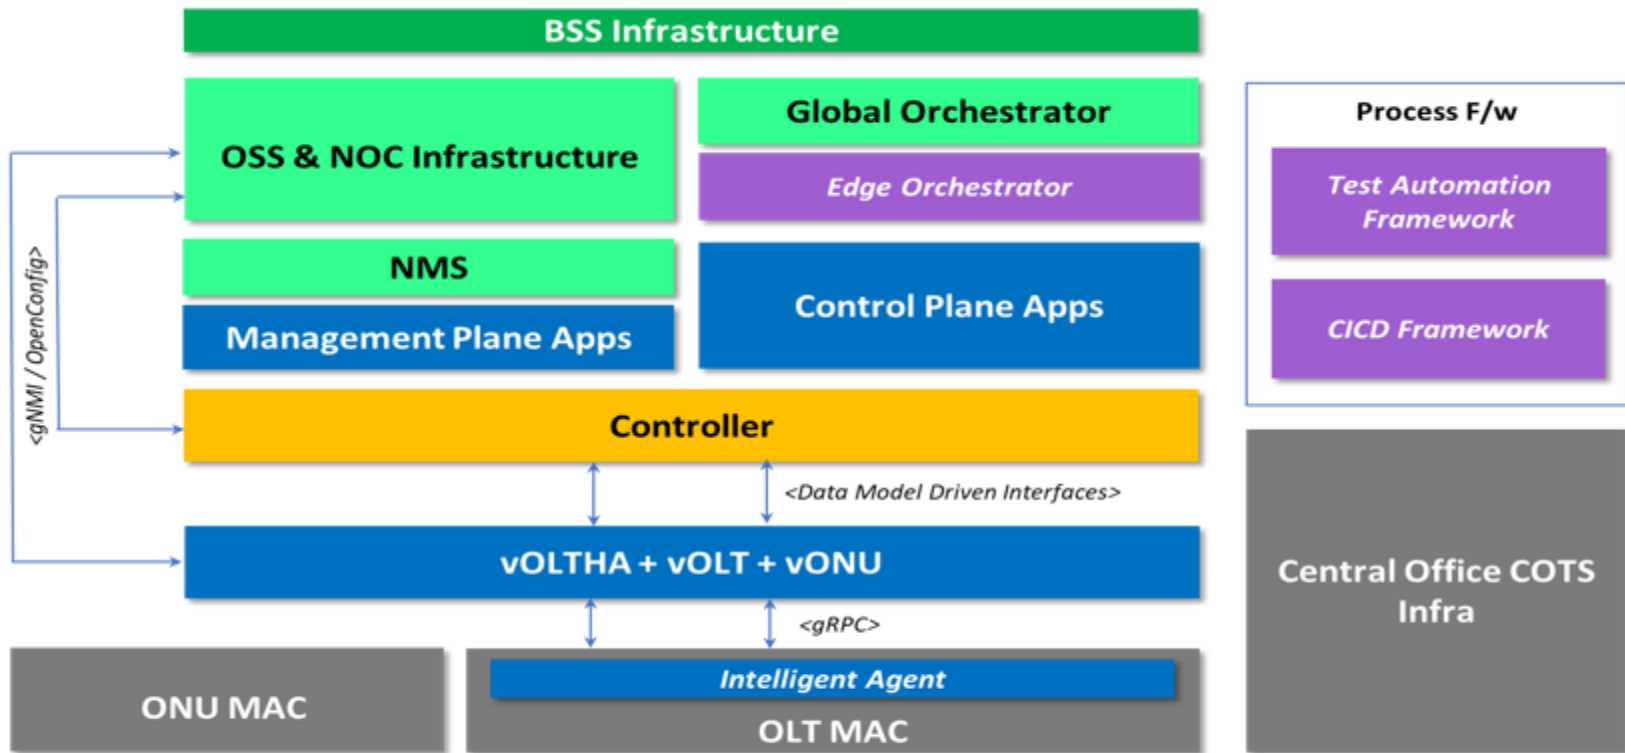 BSS Infrastructure
OSS & NOC Infrastructure
Global Orchestrator
Edge Orchestrator
NMS
Management Plane Apps
Control Plane Apps
<gNMI / OpenConfig>
Controller
<Data Model Driven Interfaces>
vOLTHA + vOLT + vONU
<gRPC>
ONU MAC
Intelligent Agent
OLT MAC
Process F/w
Test Automation
Framework
CICD Framework
Central Office COTS
Infra